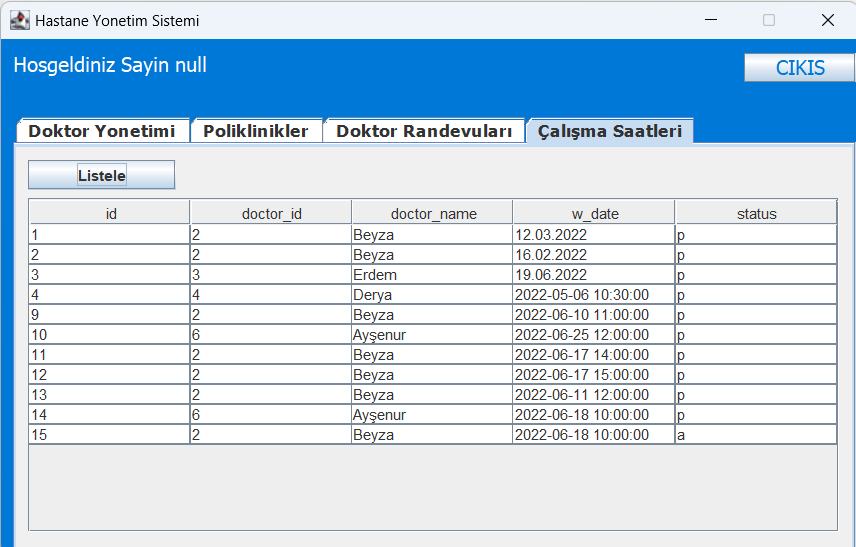 Hastane Yonetim Sistemi
Hosgeldiniz Sayin null
CIKIS
Doktor Yonetimi Poliklinikler Doktor Randevuları Çalışma Saatleri
Listele
id doctor_id doctor_name w_date status
1 2 Beyza 12.03.2022 p
2 2 Beyza 16.02.2022 p
3 3 Erdem 19.06.2022 p
4 4 Derya 2022-05-06 10:30:00 p
9 2 Beyza 2022-06-10 11:00:00 p
10 6 Ayşenur 2022-06-25 12:00:00 p
11 2 Beyza 2022-06-17 14:00:00 p
12 2 Beyza 2022-06-17 15:00:00 p
13 2 Beyza 2022-06-11 12:00:00 p
14 6 Ayşenur 2022-06-18 10:00:00 p
15 2 Beyza 2022-06-18 10:00:00 a